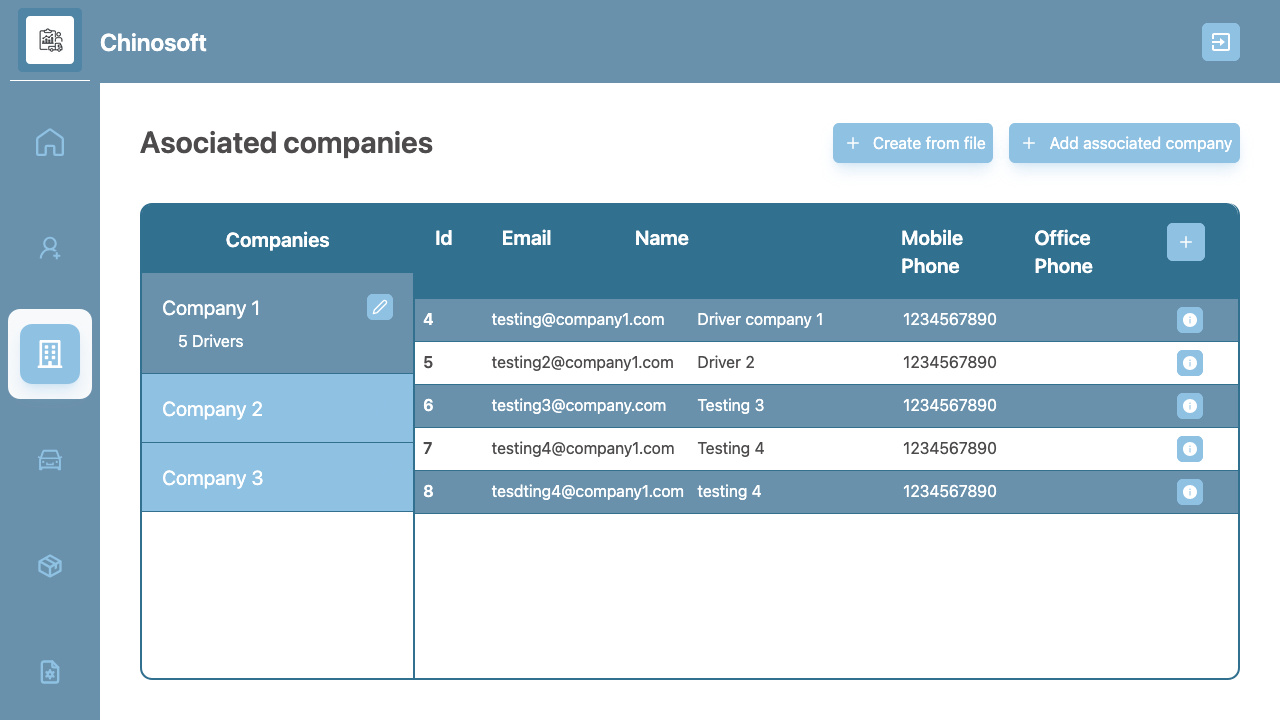 Chinosoft
Asociated companies
Create from file
Add associated company
Companies
Id Email Name Mobile Phone Office Phone
Company 1
5 Drivers
Company 2
Company 3
4 testing@company1.com Driver company 1 1234567890
5 testing2@company1.com Driver 2 1234567890
6 testing3@company.com Testing 3 1234567890
7 testing4@company1.com Testing 4 1234567890
8 tesdting4@company1.com testing 4 1234567890